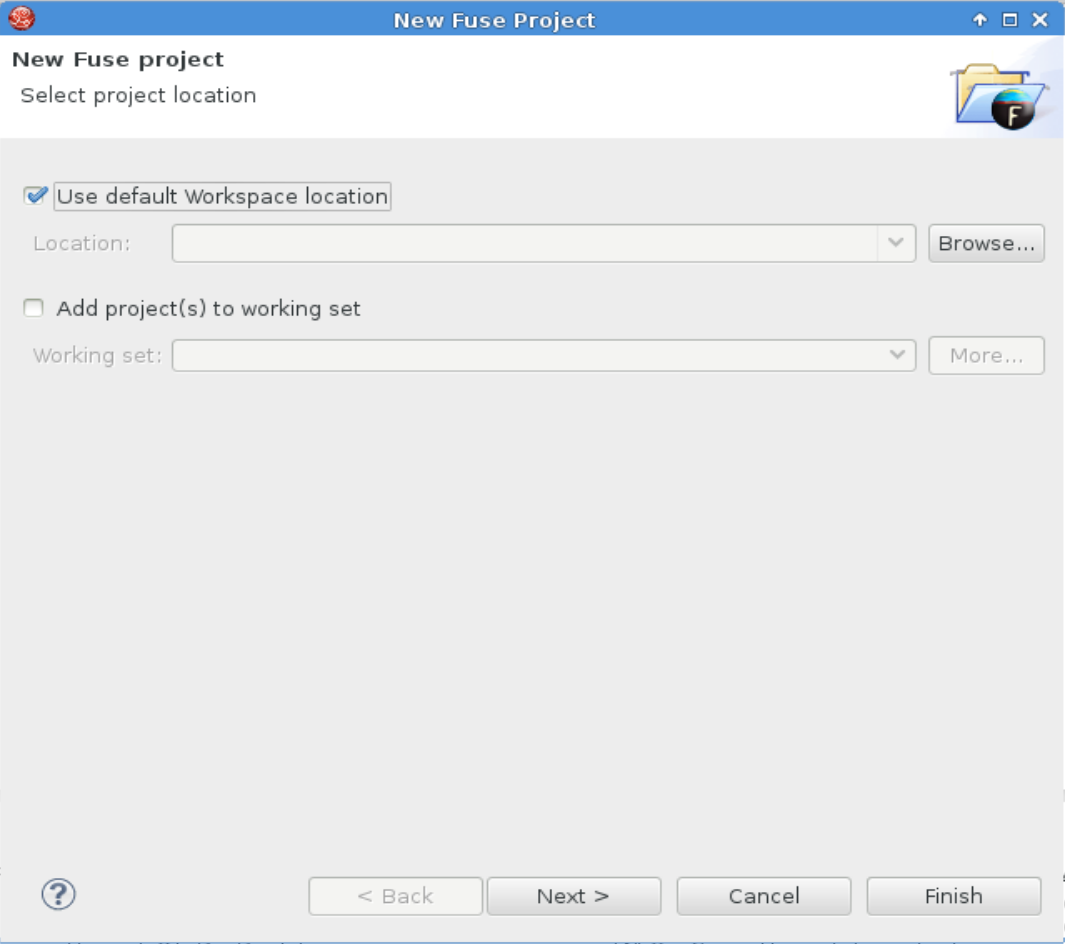 New Fuse Project
New Fuse project
Select project location
F
Use default Workspace location
Location:
Browse...
Add project(s) to working set
Working set:
More...
?
< Back
Next >
Cancel
Finish